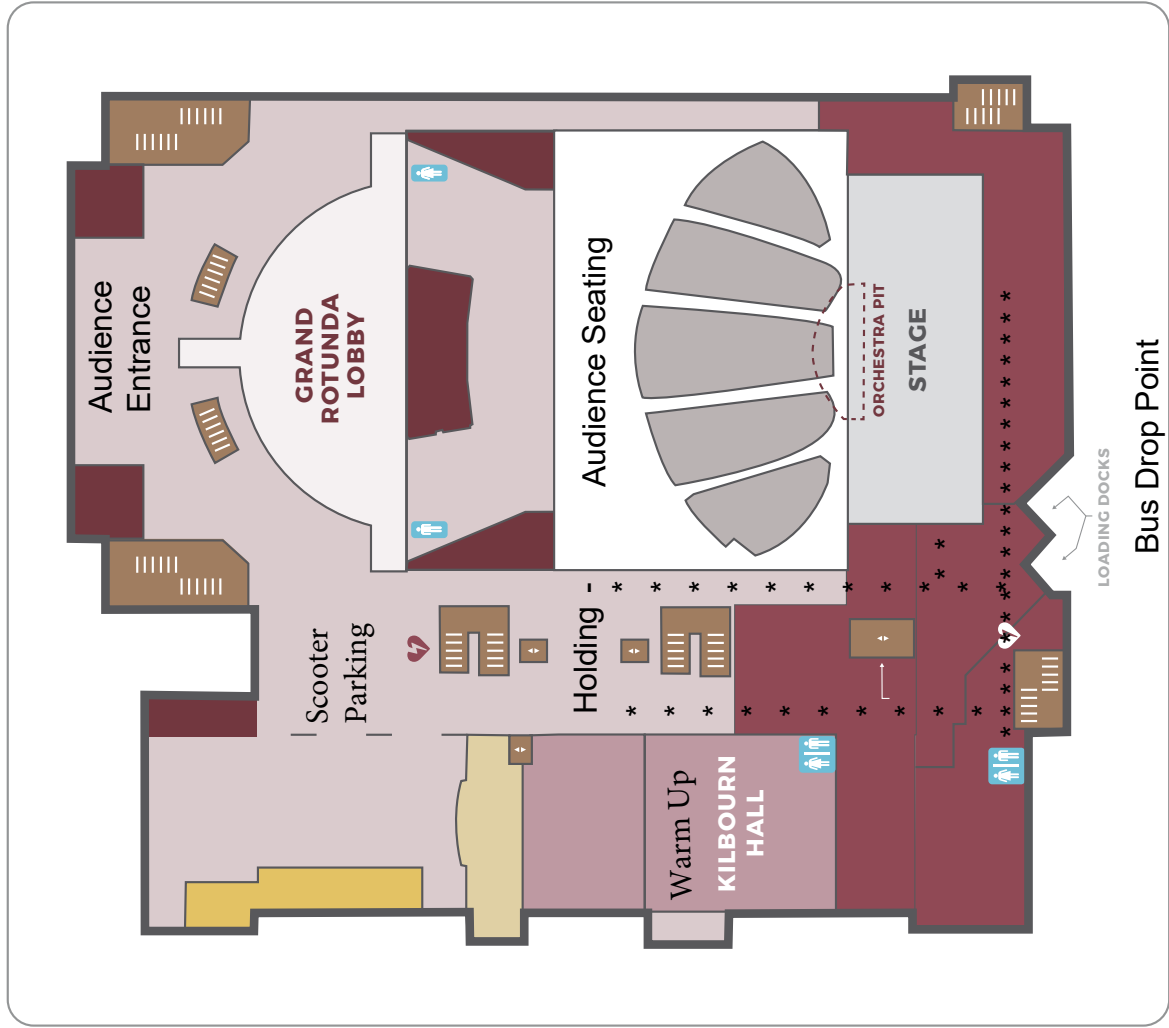 Audience
Entrance
GRAND
ROTUNDA
LOBBY
Audience Seating
ORCHESTRA PIT
STAGE
Scooter
Parking
Holding -
* * * * * * * * * * *
* *
* * * * * * * * * *
* * * * * * * * * * * * * * * * * * *
Warm Up
KILBOURN
HALL
LOADING DOCKS
Bus Drop Point